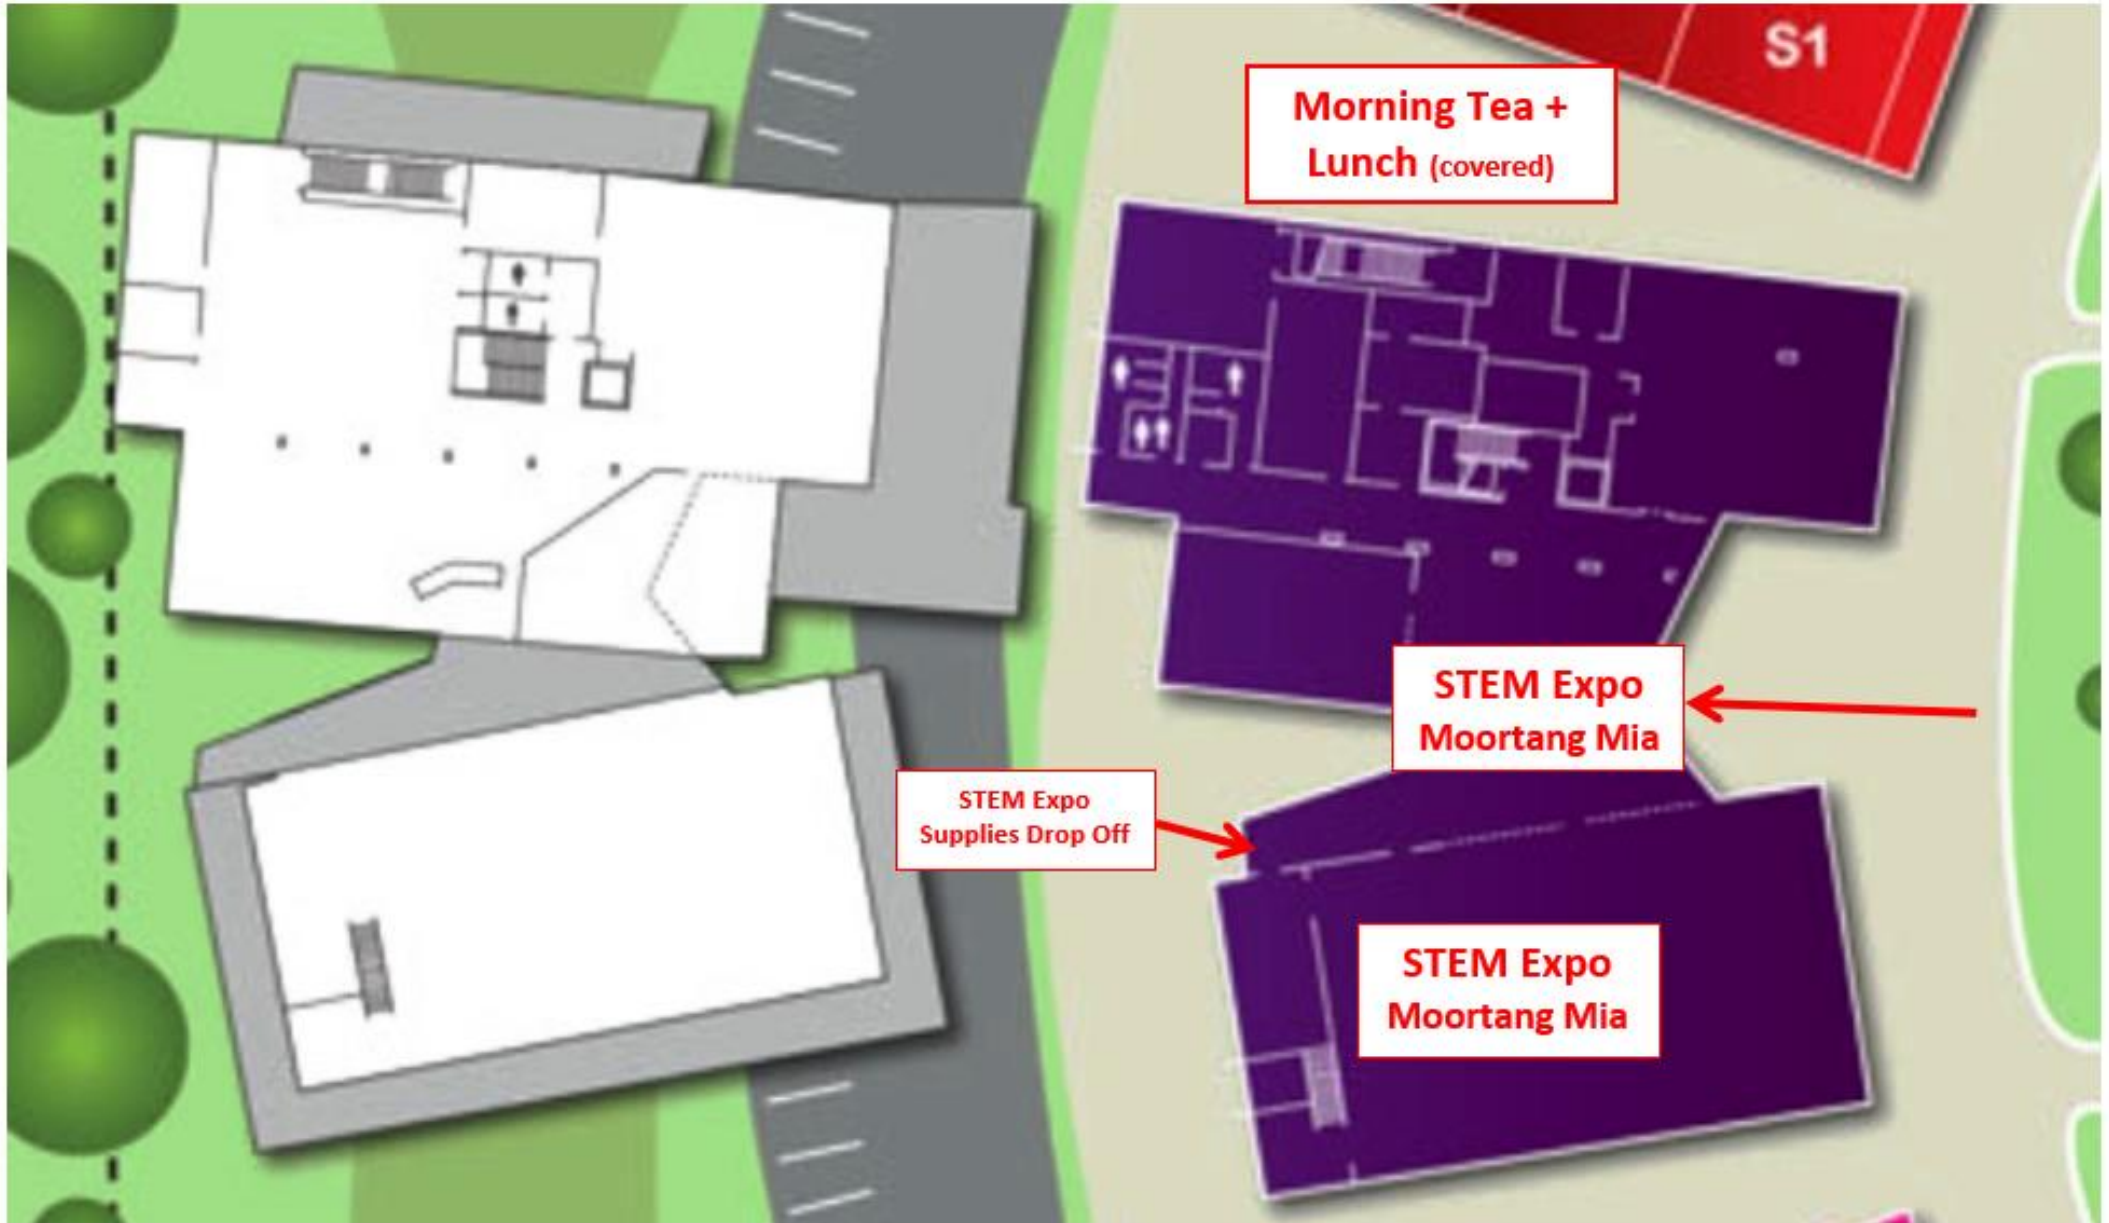 S1
Morning Tea +
Lunch (covered)
STEM Expo
Moortang Mia
STEM Expo
Supplies Drop Off
STEM Expo
Moortang Mia